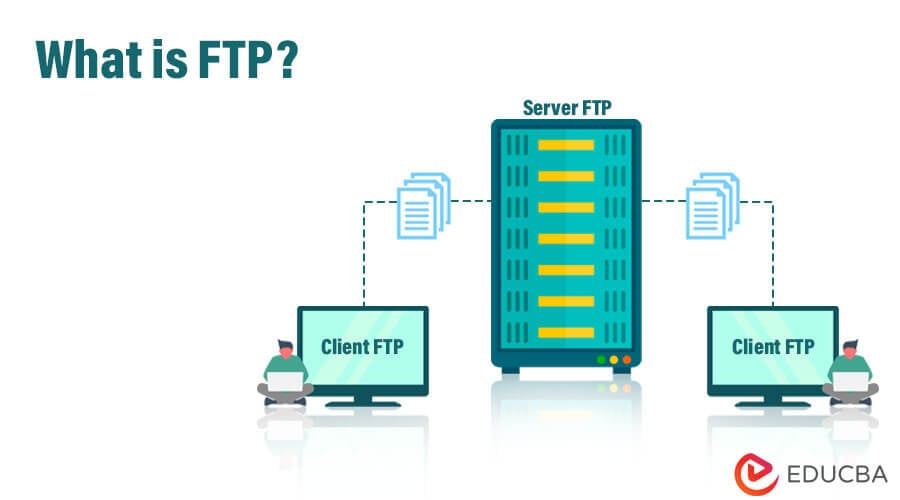 What is FTP?
Server FTP
Client FTP
Client FTP
EDUCBA